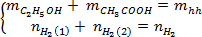 m_{C_2H_5OH} + m_{CH_3COOH} = m_{hh}
n_{H_2(1)} + n_{H_2(2)} = n_{H_2}